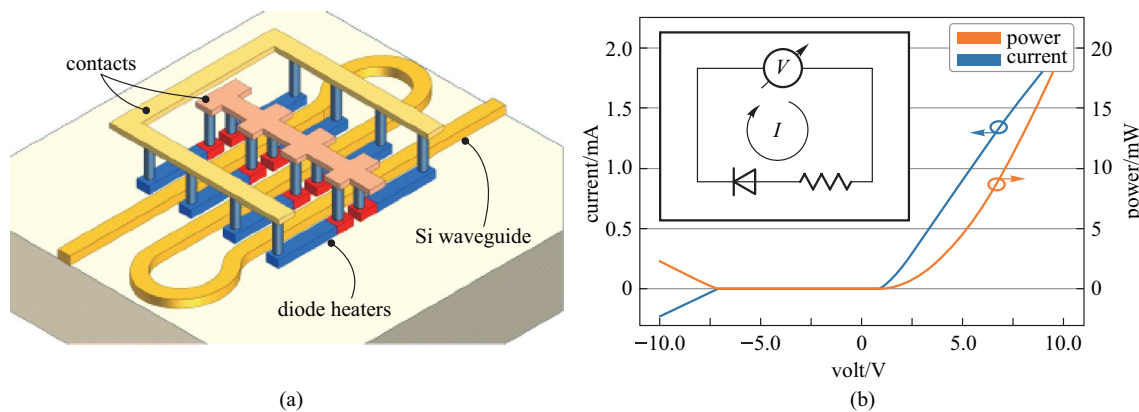 contacts
Si waveguide
diode heaters
(a)
power
current
V
I
2.0
1.5
1.0
0.5
0
current/mA
20
15
10
5
0
power/mW
−10.0
−5.0
0
5.0
10.0
volt/V
(b)